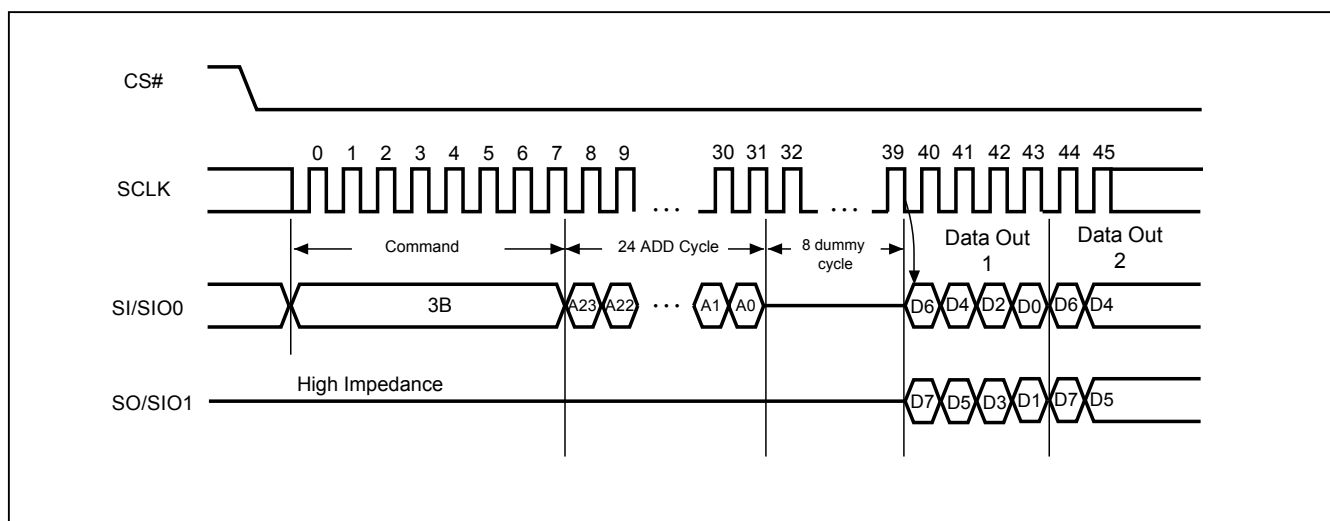 CS#
0 1 2 3 4 5 6 7 8 9 30 31 32 39 40 41 42 43 44 45
SCLK
... ...
Command 24 ADD Cycle 8 dummy cycle Data Out 1 Data Out 2
SI/SIO0 3B A23 A22 ... A1 A0 D6 D4 D2 D0 D6 D4
High Impedance
SO/SIO1 D7 D5 D3 D1 D7 D5